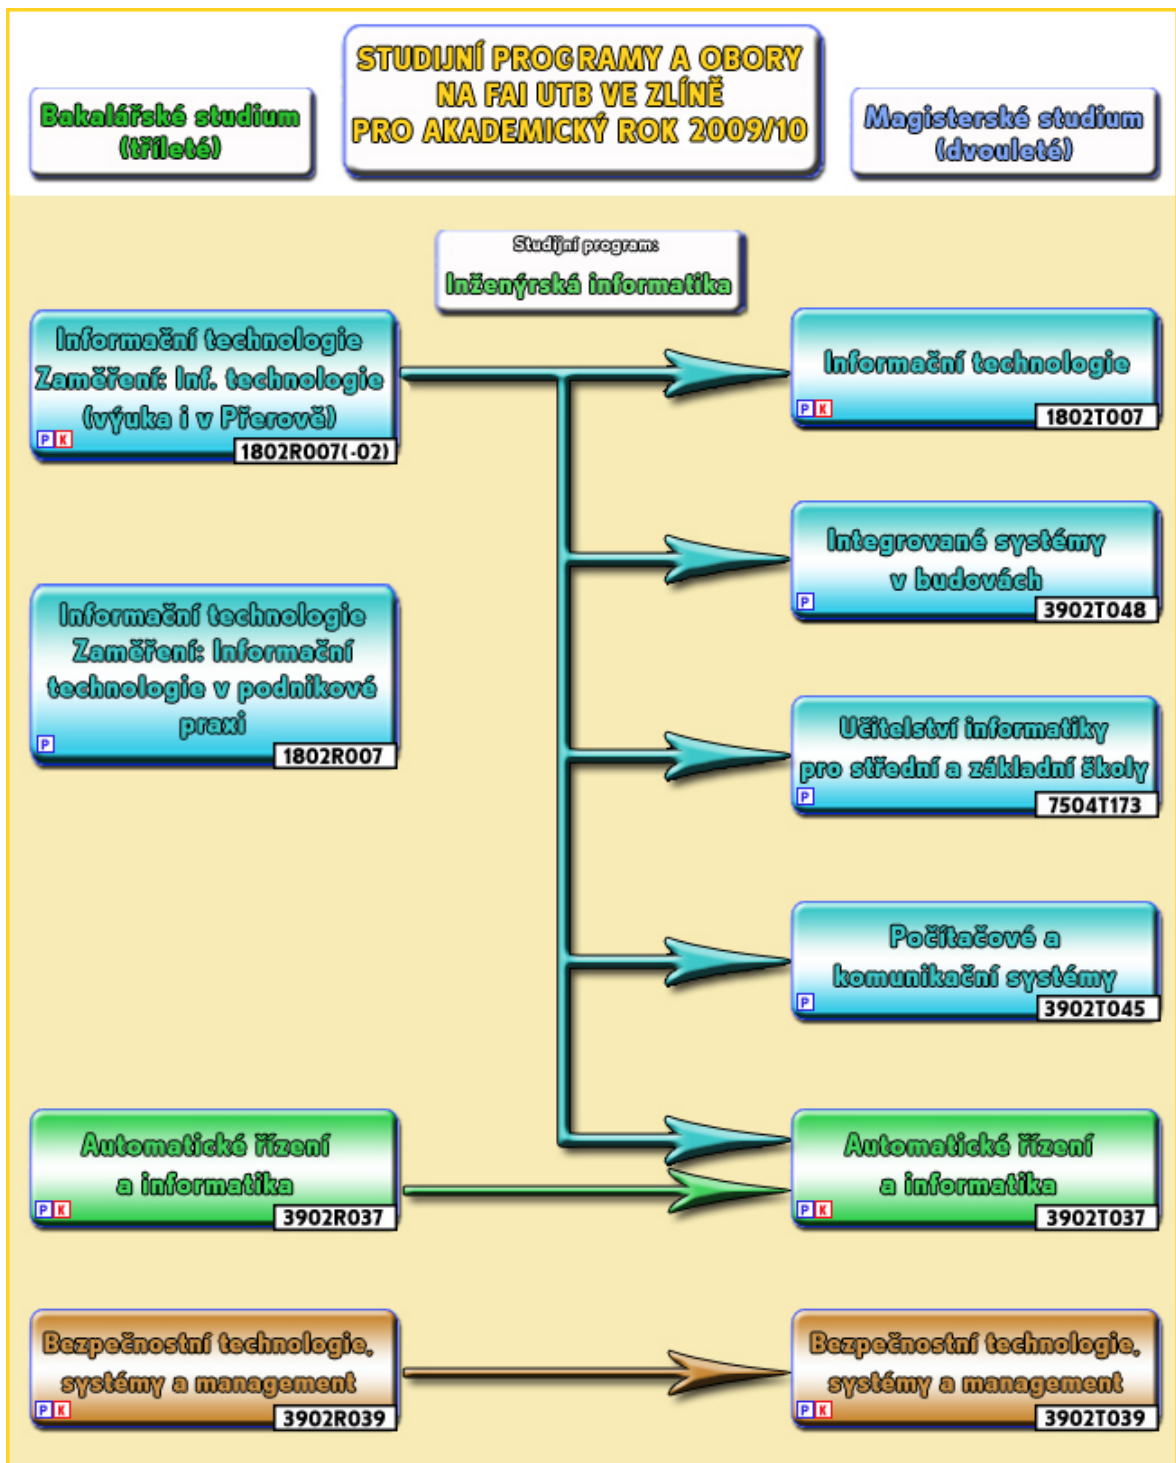 STUDIJNÍ PROGRAMY A OBORY
NA FAI UTB VE ZLÍNĚ
PRO AKADEMICKÝ ROK 2009/10
Bakalářské studium
(tříleté)
Magisterské studium
(dvouleté)
Studijní program:
Inženýrská informatika
Informační technologie
Zaměření: Inf. technologie
(výuka i v Přerově)
P K
1802R007(-02)
Informační technologie
P K
1802T007
Integrované systémy
v budovách
P
3902T048
Informační technologie
Zaměření: Informační
technologie v podnikové
praxi
P
1802R007
Učitelství informatiky
pro střední a základní školy
P
7504T173
Počítačové a
komunikační systémy
P
3902T045
Automatické řízení
a informatika
P K
3902R037
Automatické řízení
a informatika
P K
3902T037
Bezpečnostní technologie,
systémy a management
P K
3902R039
Bezpečnostní technologie,
systémy a management
P K
3902T039